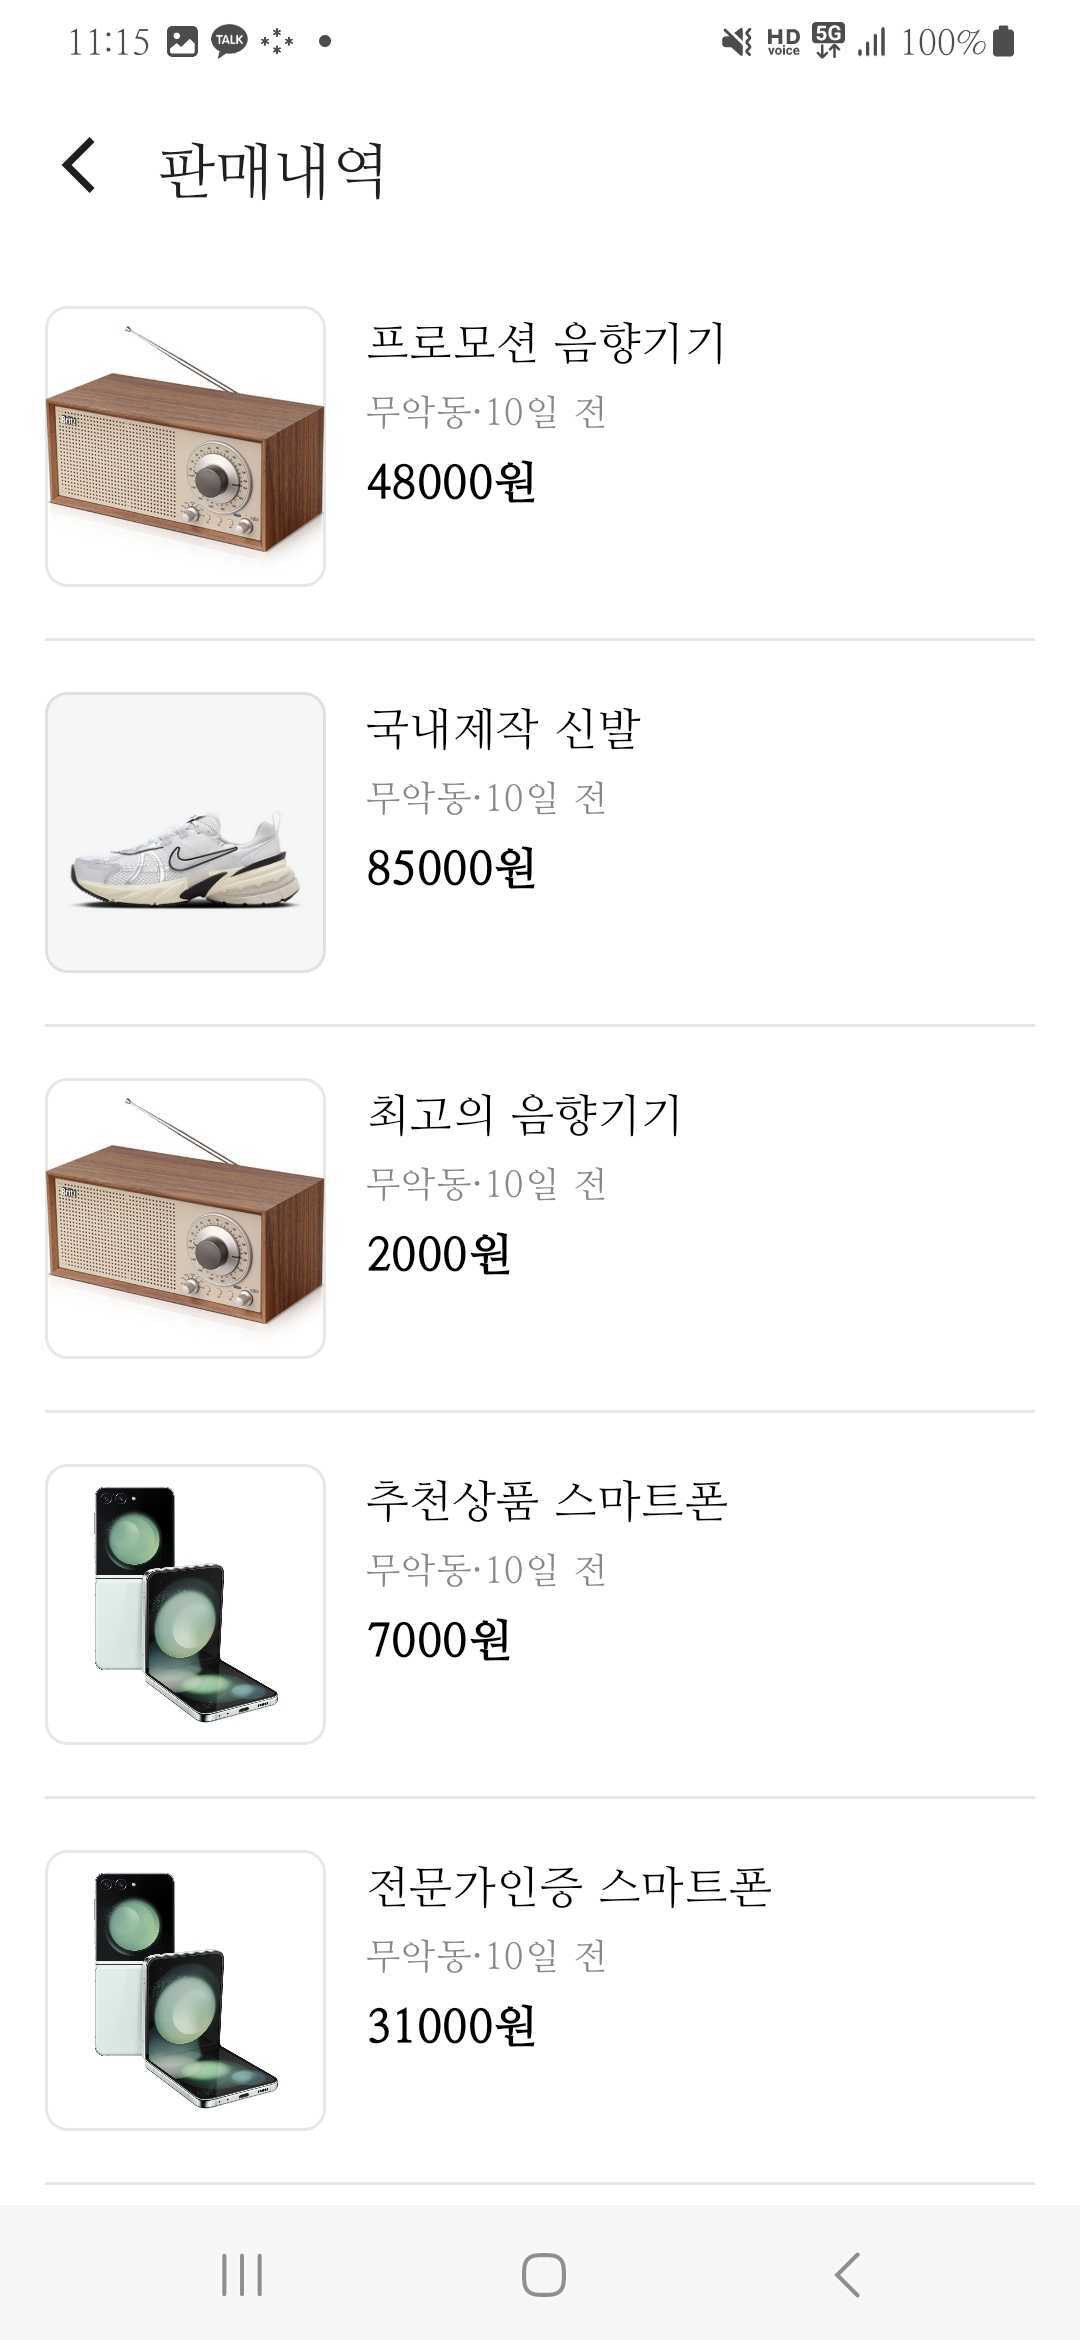 11:15 TALK HD voice 5G 100%
판매내역
프로모션 음향기기
무악동·10일 전
48000원
국내제작 신발
무악동·10일 전
85000원
최고의 음향기기
무악동·10일 전
2000원
추천상품 스마트폰
무악동·10일 전
7000원
전문가인증 스마트폰
무악동·10일 전
31000원